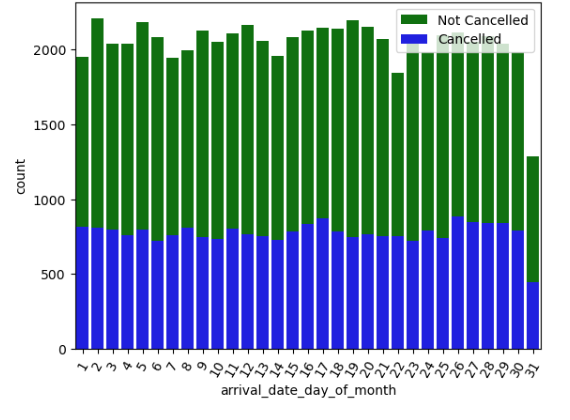 Not Cancelled
Cancelled
count
2000
1500
1000
500
0
1 2 3 4 5 6 7 8 9 10 11 12 13 14 15 16 17 18 19 20 21 22 23 24 25 26 27 28 29 30 31
arrival_date_day_of_month